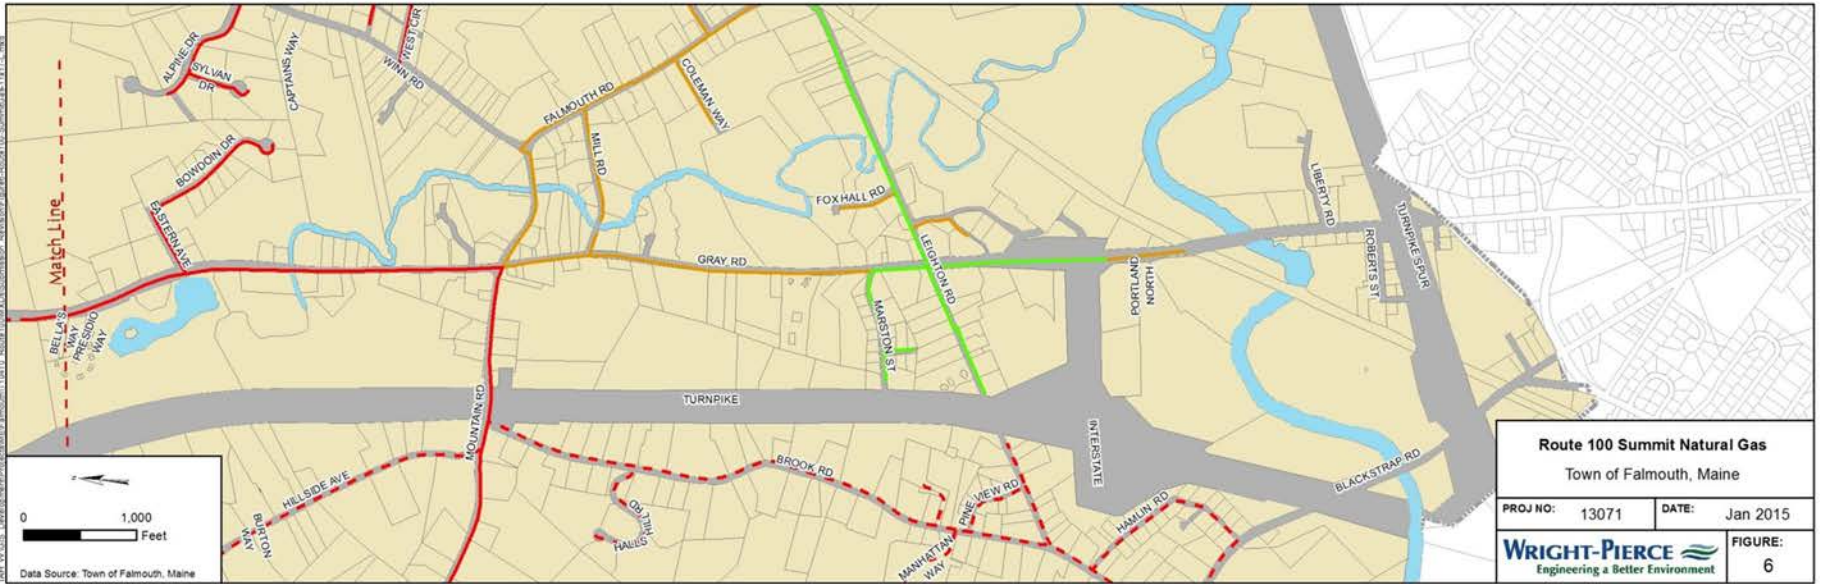 ALPINE DR
SYLVAN
DR
CAPTAINS WAY
WEST CIR
WINN RD
FALMOUTH RD
COLEMAN WAY
MILL RD
BOWDOIN DR
EASTERN AVE
Match Line
FOXHALL RD
LEIGHTON RD
GRAY RD
MARSTON ST
PORTLAND
NORTH
LIBERTY RD
ROBERTS ST
TURNPIKE SPUR
BELLA'S
WAY
PRESIDIO
WAY
MOUNTAIN RD
TURNPIKE
INTERSTATE
BLACKSTRAP RD
HILLSIDE AVE
BURTON
WAY
BROOK RD
HALLS
HILL RD
PINE VIEW RD
MANHATTAN
WAY
HAMLIN RD
0 1,000
Feet
Data Source: Town of Falmouth, Maine
Route 100 Summit Natural Gas
Town of Falmouth, Maine
PROJ NO: 13071 DATE: Jan 2015
WRIGHT-PIERCE
Engineering a Better Environment
FIGURE:
6